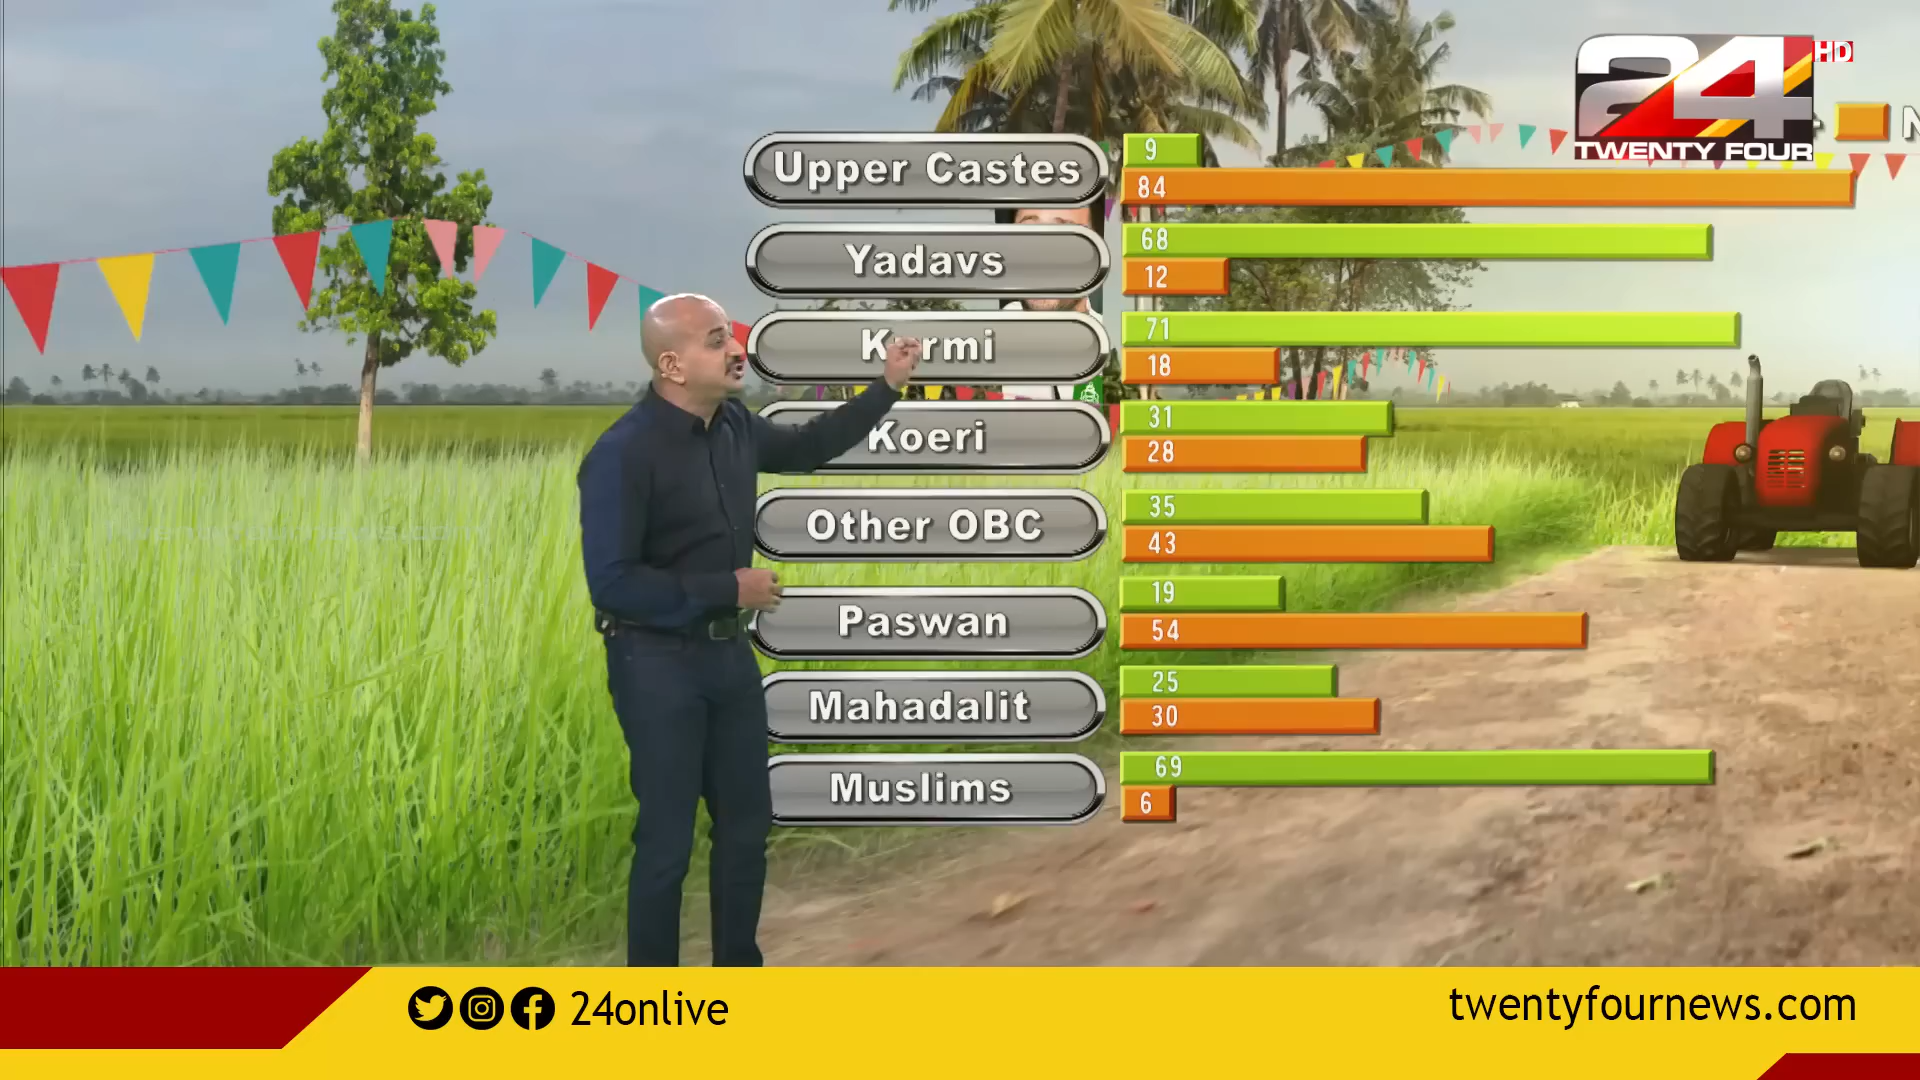 24 HD
TWENTY FOUR
Upper Castes 9
84
Yadavs 68
12
Kurmi 71
18
Koeri 31
28
Other OBC 35
43
Paswan 19
54
Mahadalit 25
30
Muslims 69
6
24onlive
twentyfournews.com